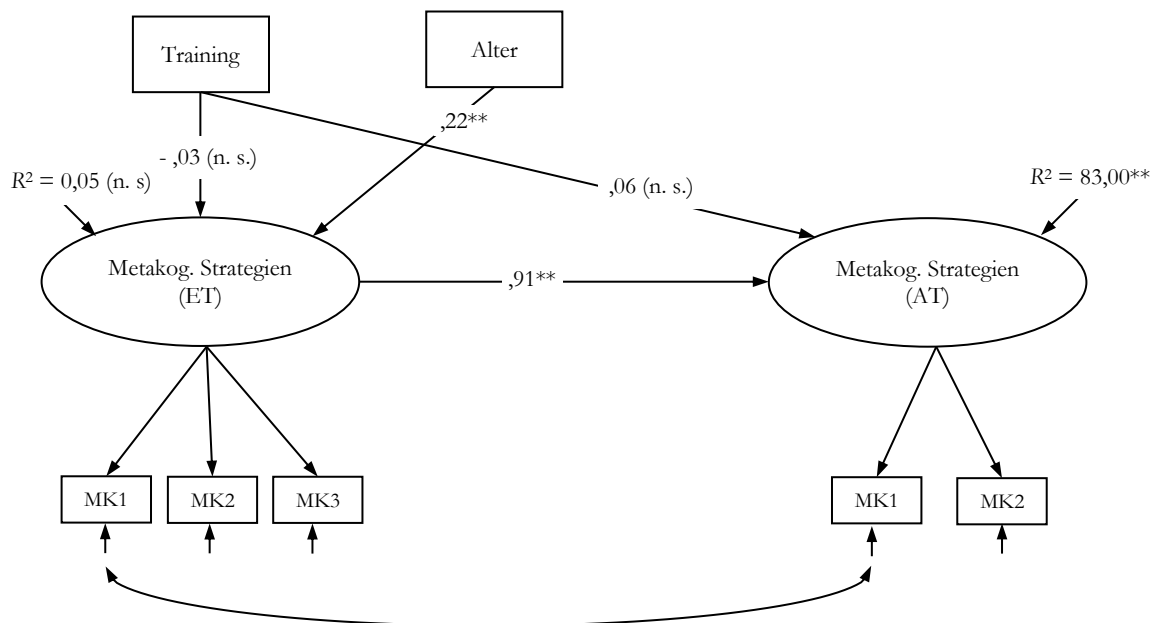 Training
Alter
,22**
- ,03 (n. s.)
R² = 0,05 (n. s)
,06 (n. s.)
R² = 83,00**
Metakog. Strategien
(ET)
,91**
Metakog. Strategien
(AT)
MK1
MK2
MK3
MK1
MK2